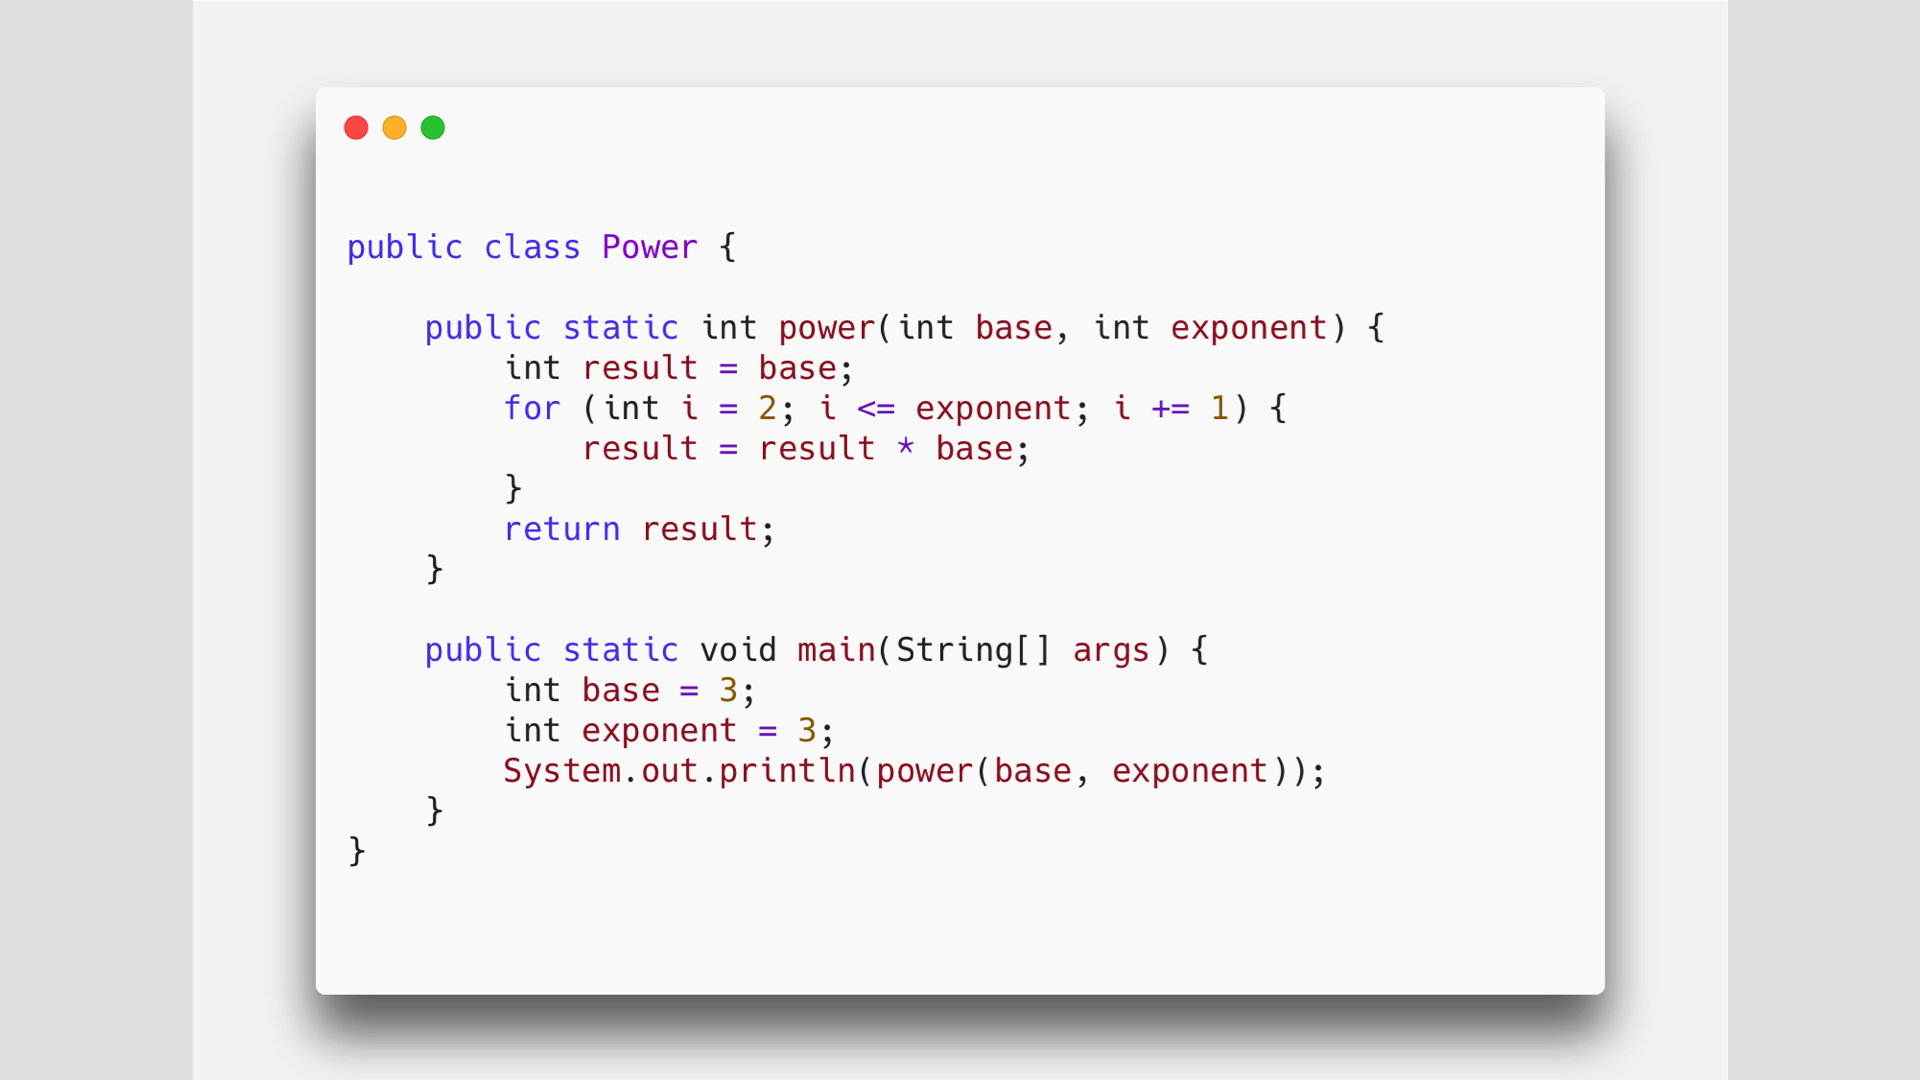 public class Power {
    public static int power(int base, int exponent) {
        int result = base;
        for (int i = 2; i <= exponent; i += 1) {
            result = result * base;
        }
        return result;
    }
    public static void main(String[] args) {
        int base = 3;
        int exponent = 3;
        System.out.println(power(base, exponent));
    }
}